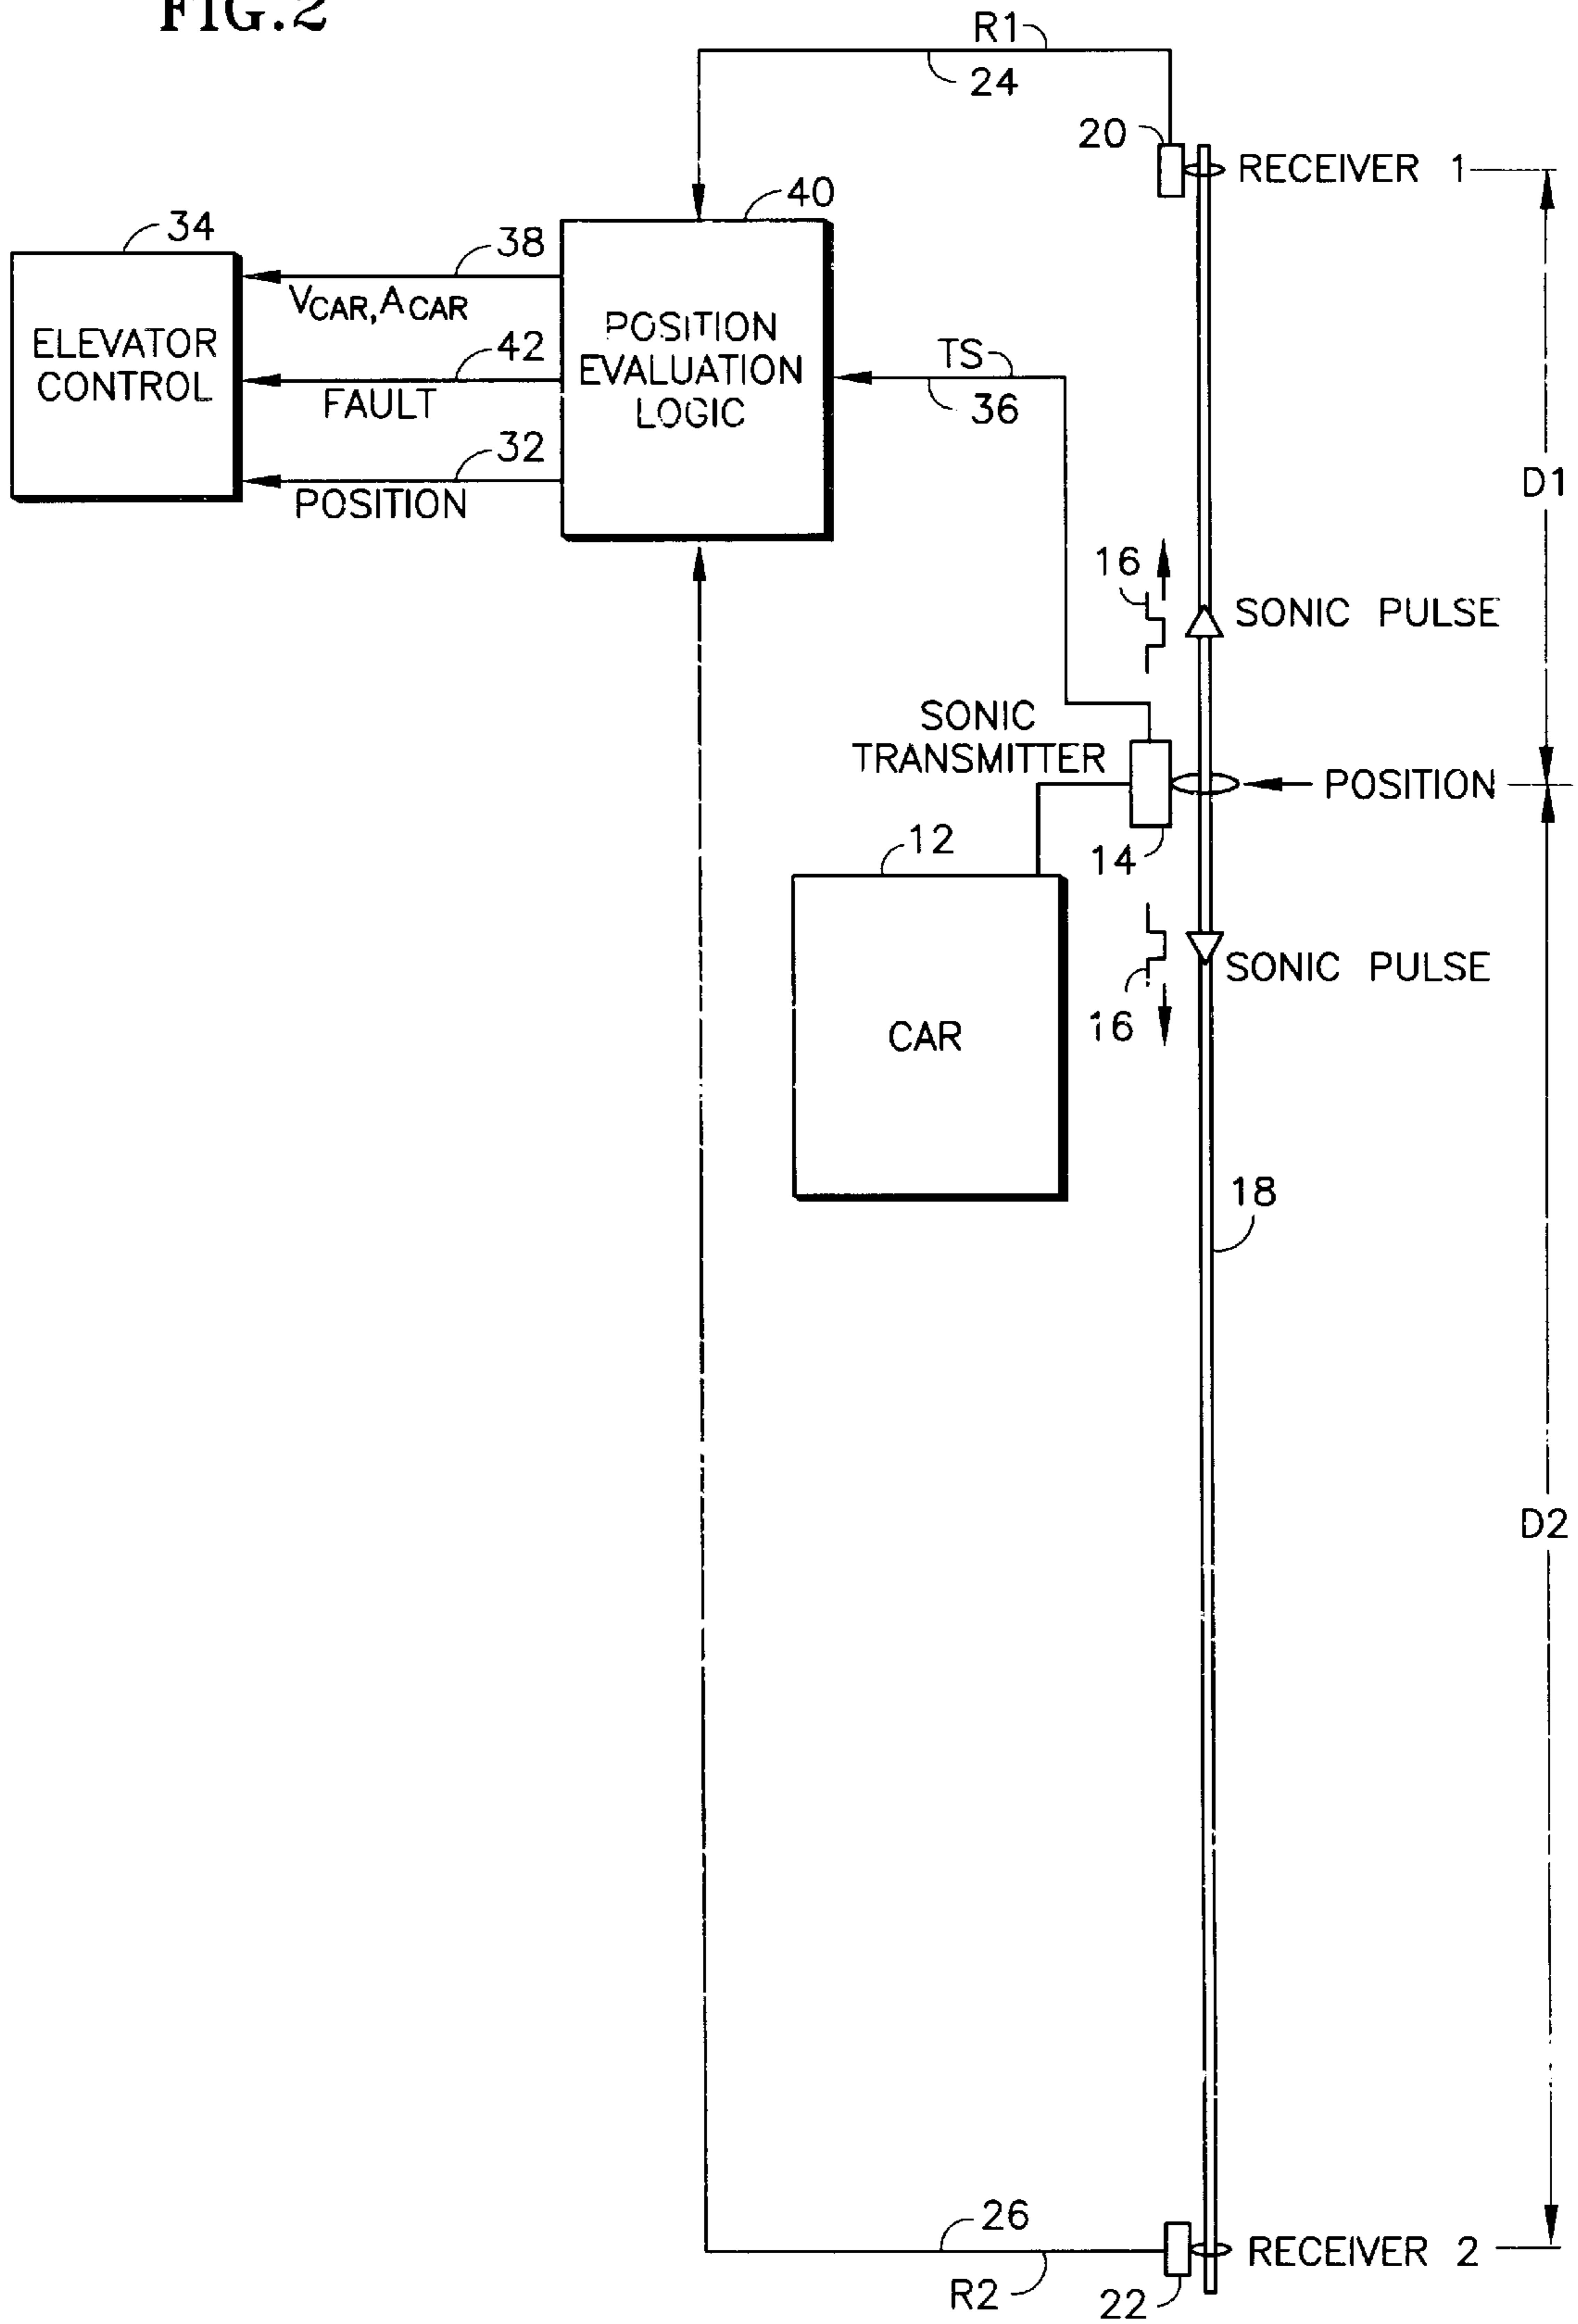 FIG.2
R1
24
20
RECEIVER 1
40
34
38
VCAR, ACAR
ELEVATOR
CONTROL
POSITION
EVALUATION
LOGIC
42
FAULT
TS
36
32
POSITION
D1
16
SONIC PULSE
SONIC
TRANSMITTER
POSITION
12
14
SONIC PULSE
16
CAR
18
D2
26
RECEIVER 2
R2
22